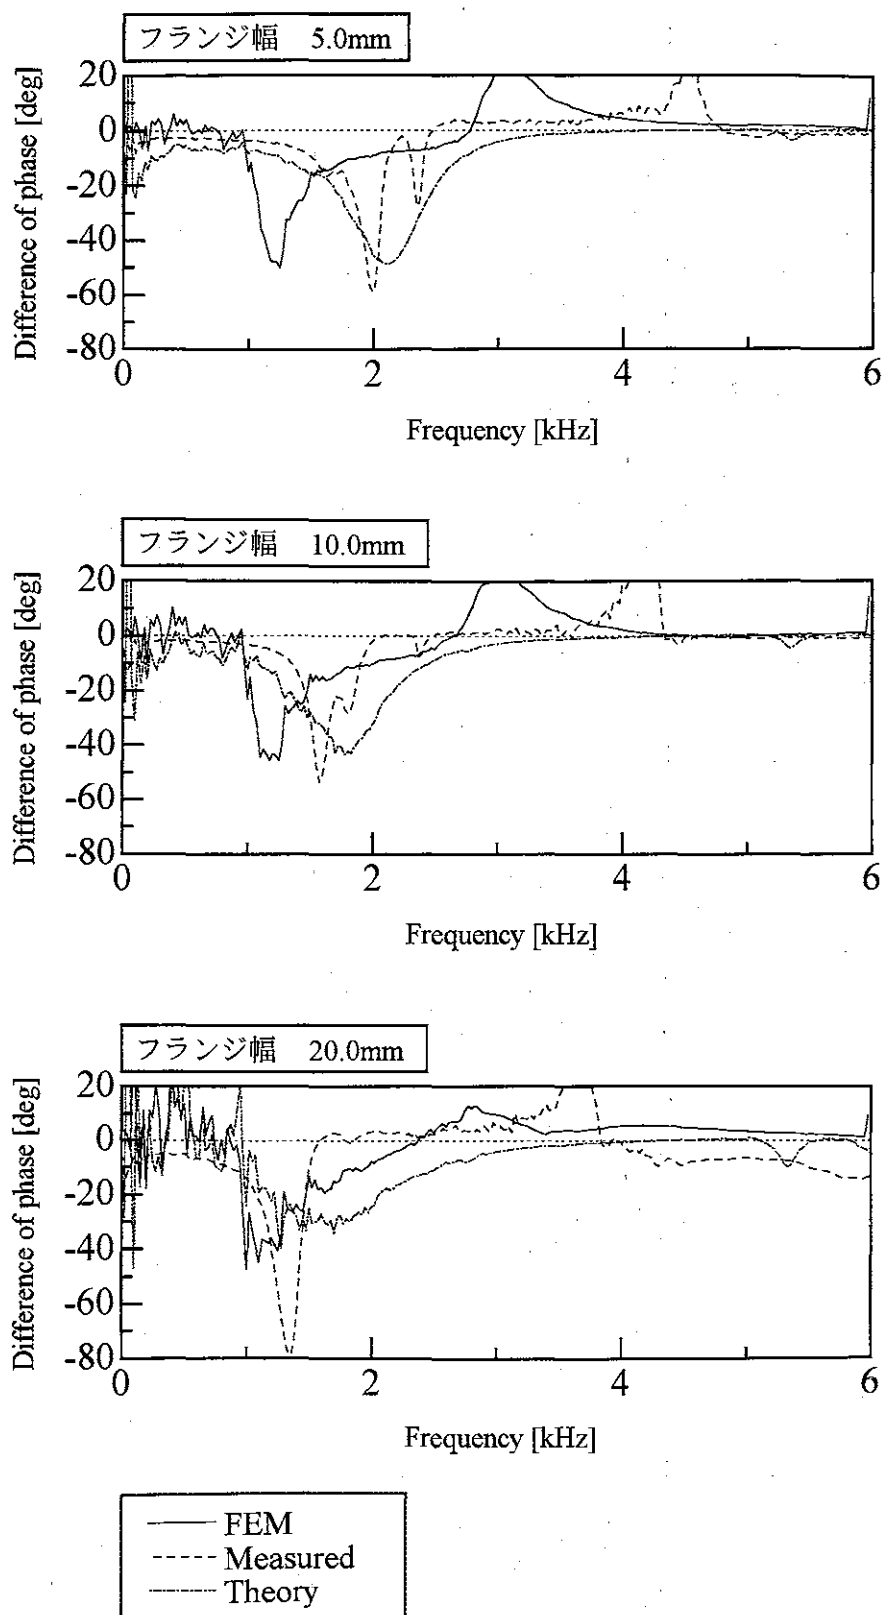 フランジ幅 5.0mm
Difference of phase [deg]
20
0
-20
-40
-60
-80
0 2 4 6
Frequency [kHz]
フランジ幅 10.0mm
Difference of phase [deg]
20
0
-20
-40
-60
-80
0 2 4 6
Frequency [kHz]
フランジ幅 20.0mm
Difference of phase [deg]
20
0
-20
-40
-60
-80
0 2 4 6
Frequency [kHz]
FEM
Measured
Theory